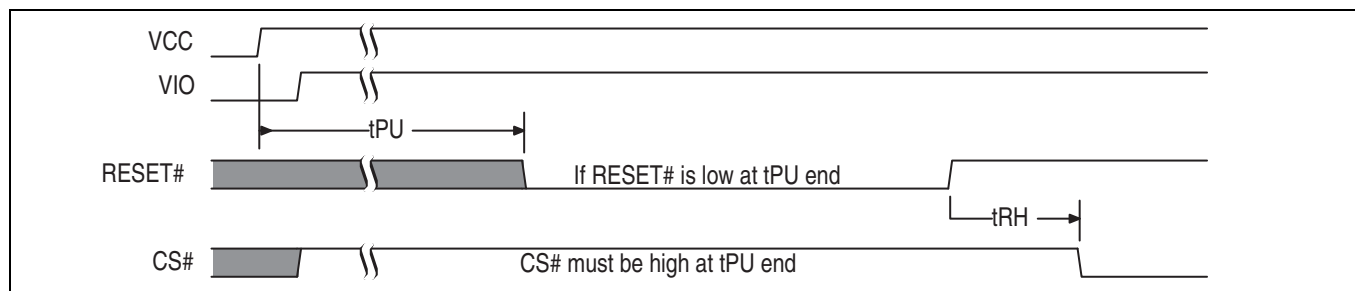 VCC
VIO
tPU
RESET#
If RESET# is low at tPU end
tRH
CS#
CS# must be high at tPU end